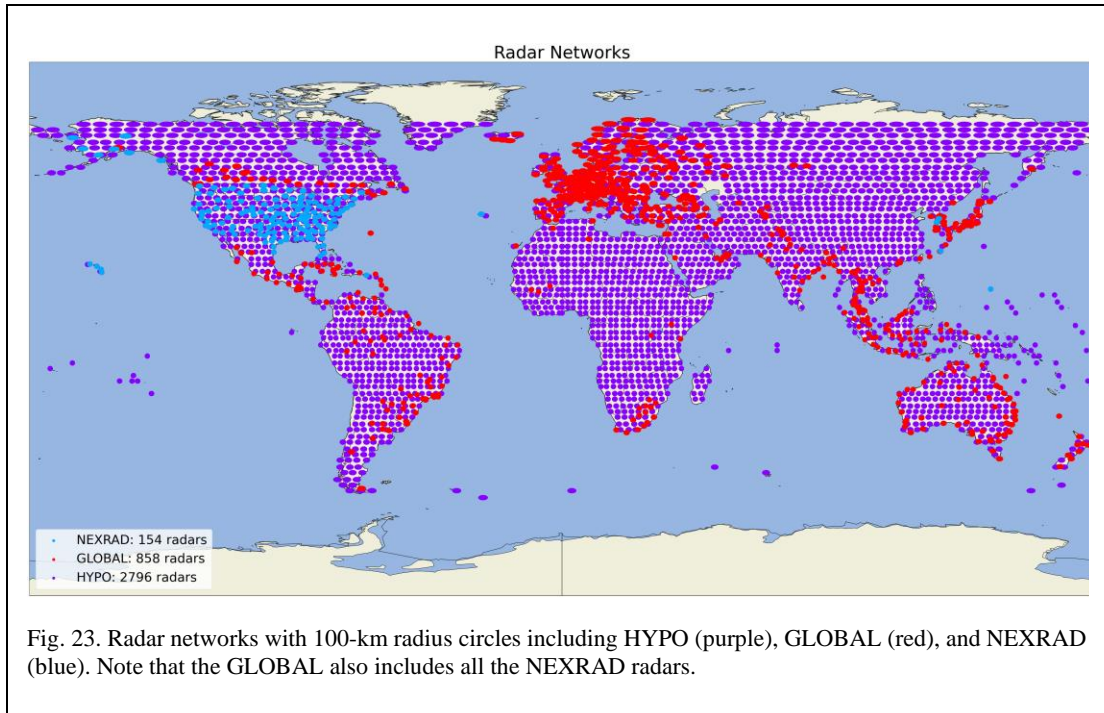 Radar Networks
NEXRAD: 154 radars
GLOBAL: 858 radars
HYPO: 2796 radars
Fig. 23. Radar networks with 100-km radius circles including HYPO (purple), GLOBAL (red), and NEXRAD
(blue). Note that the GLOBAL also includes all the NEXRAD radars.